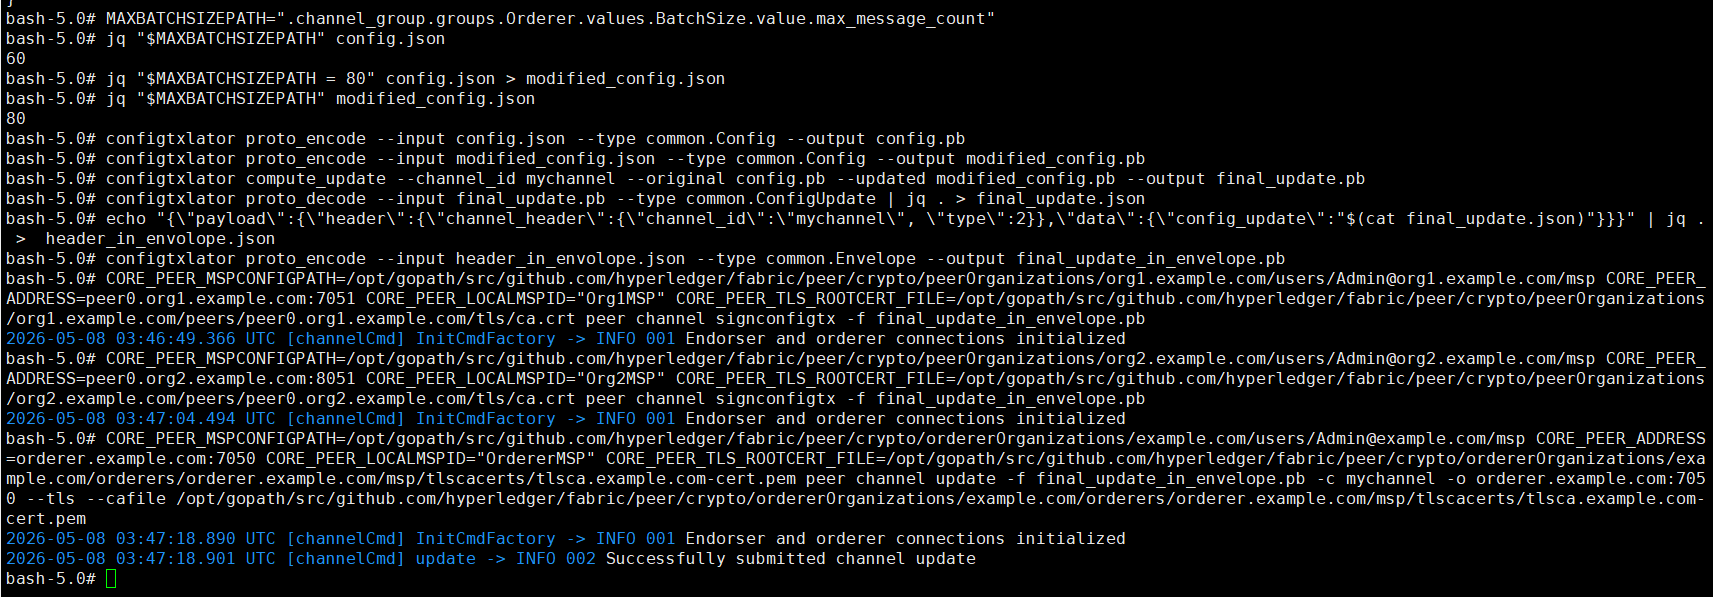 }
bash-5.0# MAXBATCHSIZEPATH=".channel_group.groups.Orderer.values.BatchSize.value.max_message_count"
bash-5.0# jq "$MAXBATCHSIZEPATH" config.json
60
bash-5.0# jq "$MAXBATCHSIZEPATH = 80" config.json > modified_config.json
bash-5.0# jq "$MAXBATCHSIZEPATH" modified_config.json
80
bash-5.0# configtxlator proto_encode --input config.json --type common.Config --output config.pb
bash-5.0# configtxlator proto_encode --input modified_config.json --type common.Config --output modified_config.pb
bash-5.0# configtxlator compute_update --channel_id mychannel --original config.pb --updated modified_config.pb --output final_update.pb
bash-5.0# configtxlator proto_decode --input final_update.pb --type common.ConfigUpdate | jq . > final_update.json
bash-5.0# echo "{\"payload\":{\"header\":{\"channel_header\":{\"channel_id\":\"mychannel\", \"type\":2}},\"data\":{\"config_update\":"$(cat final_update.json)"}}}" | jq .
 >  header_in_envolope.json
bash-5.0# configtxlator proto_encode --input header_in_envolope.json --type common.Envelope --output final_update_in_envelope.pb
bash-5.0# CORE_PEER_MSPCONFIGPATH=/opt/gopath/src/github.com/hyperledger/fabric/peer/crypto/peerOrganizations/org1.example.com/users/Admin@org1.example.com/msp CORE_PEER_
ADDRESS=peer0.org1.example.com:7051 CORE_PEER_LOCALMSPID="Org1MSP" CORE_PEER_TLS_ROOTCERT_FILE=/opt/gopath/src/github.com/hyperledger/fabric/peer/crypto/peerOrganizations
/org1.example.com/peers/peer0.org1.example.com/tls/ca.crt peer channel signconfigtx -f final_update_in_envelope.pb
2026-05-08 03:46:49.366 UTC [channelCmd] InitCmdFactory -> INFO 001 Endorser and orderer connections initialized
bash-5.0# CORE_PEER_MSPCONFIGPATH=/opt/gopath/src/github.com/hyperledger/fabric/peer/crypto/peerOrganizations/org2.example.com/users/Admin@org2.example.com/msp CORE_PEER_
ADDRESS=peer0.org2.example.com:8051 CORE_PEER_LOCALMSPID="Org2MSP" CORE_PEER_TLS_ROOTCERT_FILE=/opt/gopath/src/github.com/hyperledger/fabric/peer/crypto/peerOrganizations
/org2.example.com/peers/peer0.org2.example.com/tls/ca.crt peer channel signconfigtx -f final_update_in_envelope.pb
2026-05-08 03:47:04.494 UTC [channelCmd] InitCmdFactory -> INFO 001 Endorser and orderer connections initialized
bash-5.0# CORE_PEER_MSPCONFIGPATH=/opt/gopath/src/github.com/hyperledger/fabric/peer/crypto/ordererOrganizations/example.com/users/Admin@example.com/msp CORE_PEER_ADDRESS
=orderer.example.com:7050 CORE_PEER_LOCALMSPID="OrdererMSP" CORE_PEER_TLS_ROOTCERT_FILE=/opt/gopath/src/github.com/hyperledger/fabric/peer/crypto/ordererOrganizations/exa
mple.com/orderers/orderer.example.com/msp/tlscacerts/tlsca.example.com-cert.pem peer channel update -f final_update_in_envelope.pb -c mychannel -o orderer.example.com:705
0 --tls --cafile /opt/gopath/src/github.com/hyperledger/fabric/peer/crypto/ordererOrganizations/example.com/orderers/orderer.example.com/msp/tlscacerts/tlsca.example.com-
cert.pem
2026-05-08 03:47:18.890 UTC [channelCmd] InitCmdFactory -> INFO 001 Endorser and orderer connections initialized
2026-05-08 03:47:18.901 UTC [channelCmd] update -> INFO 002 Successfully submitted channel update
bash-5.0#